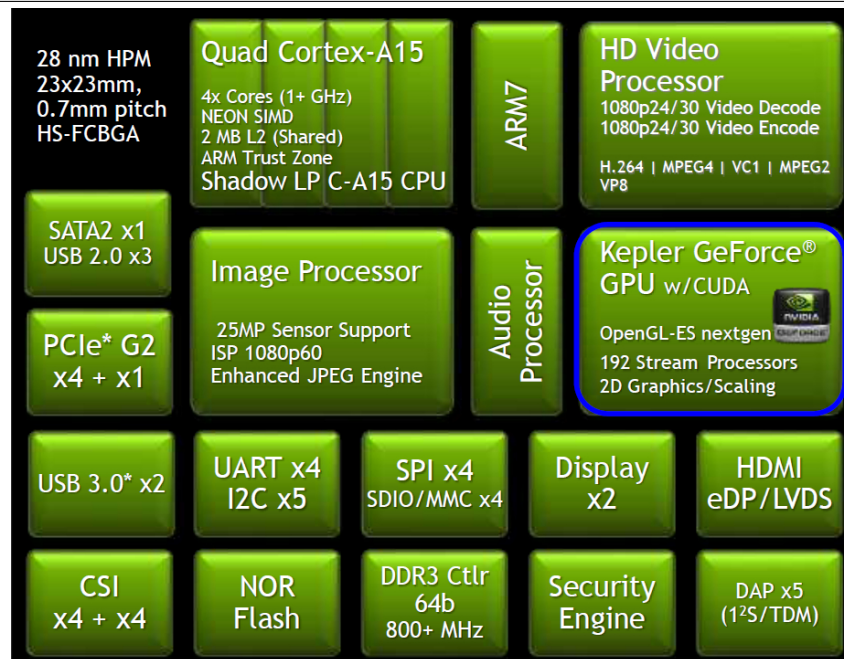 28 nm HPM
23x23mm,
0.7mm pitch
HS-FCBGA
Quad Cortex-A15
4x Cores (1+ GHz)
NEON SIMD
2 MB L2 (Shared)
ARM Trust Zone
Shadow LP C-A15 CPU
ARM7
HD Video
Processor
1080p24/30 Video Decode
1080p24/30 Video Encode
H.264 | MPEG4 | VC1 | MPEG2
VP8
SATA2 x1
USB 2.0 x3
Image Processor
25MP Sensor Support
ISP 1080p60
Enhanced JPEG Engine
Audio
Processor
Kepler GeForce®
GPU w/CUDA
OpenGL-ES nextgen
192 Stream Processors
2D Graphics/Scaling
NVIDIA
GEFORCE
PCIe* G2
x4 + x1
USB 3.0* x2
UART x4
I2C x5
SPI x4
SDIO/MMC x4
Display
x2
HDMI
eDP/LVDS
CSI
x4 + x4
NOR
Flash
DDR3 Ctlr
64b
800+ MHz
Security
Engine
DAP x5
(1²S/TDM)